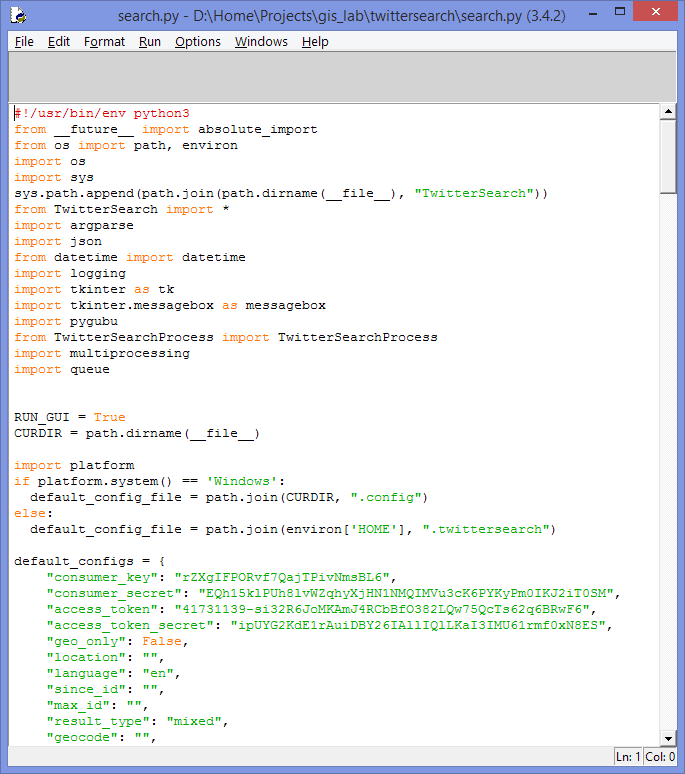 search.py - D:\Home\Projects\gis_lab\twittersearch\search.py (3.4.2)
File Edit Format Run Options Windows Help
#!/usr/bin/env python3
from __future__ import absolute_import
from os import path, environ
import os
import sys
sys.path.append(path.join(path.dirname(__file__), "TwitterSearch"))
from TwitterSearch import *
import argparse
import json
from datetime import datetime
import logging
import tkinter as tk
import tkinter.messagebox as messagebox
import pygubu
from TwitterSearchProcess import TwitterSearchProcess
import multiprocessing
import queue
RUN_GUI = True
CURDIR = path.dirname(__file__)
import platform
if platform.system() == 'Windows':
  default_config_file = path.join(CURDIR, ".config")
else:
  default_config_file = path.join(environ['HOME'], ".twittersearch")
default_configs = {
    "consumer_key": "rZXgIFPORvf7QajTPivNmsBL6",
    "consumer_secret": "EQh15klPUh8lvWZqhyXjHN1NMQIMVu3cK6PYKyPm0IKJ2iT0SM",
    "access_token": "41731139-si32R6JoMKAmJ4RCbBfO382LQw75QcTs62q6BRwF6",
    "access_token_secret": "ipUYG2KdE1rAuiDBY26IAllIQlLKaI3IMU61rmf0xN8ES",
    "geo_only": False,
    "location": "",
    "language": "en",
    "since_id": "",
    "max_id": "",
    "result_type": "mixed",
    "geocode": "",
Ln: 1 Col: 0